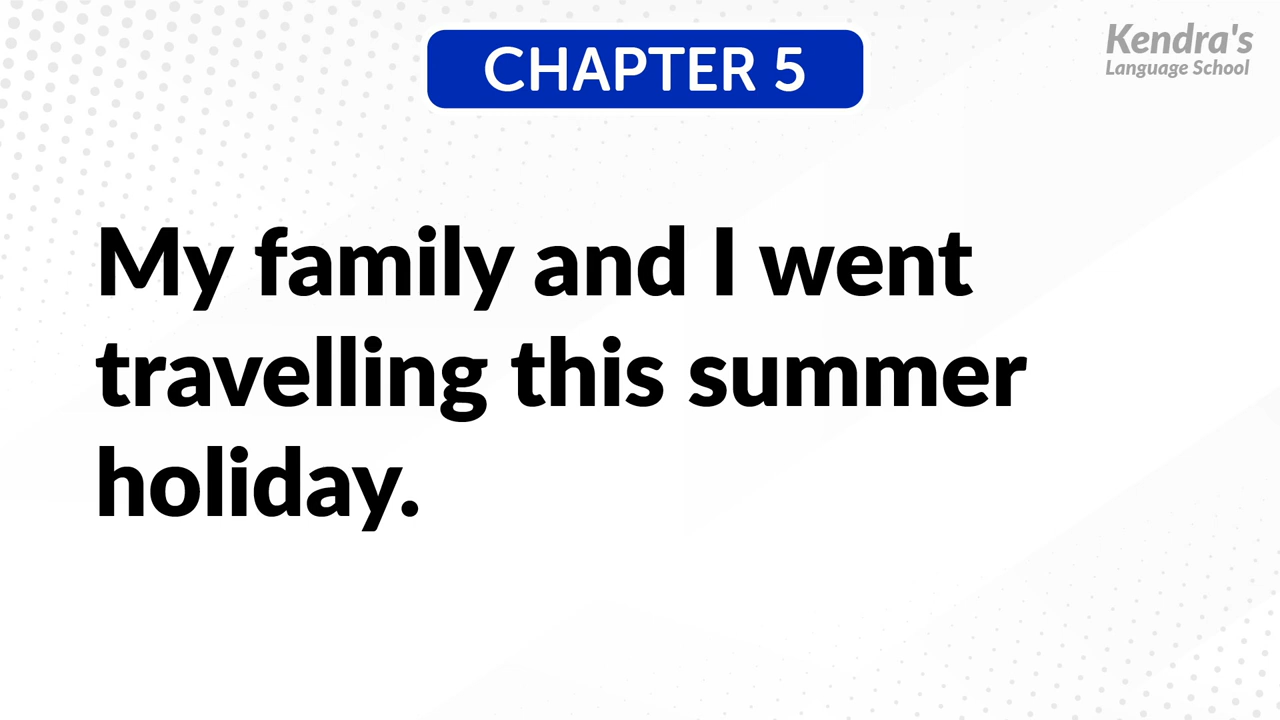 CHAPTER 5
Kendra's
Language School
My family and I went
travelling this summer
holiday.